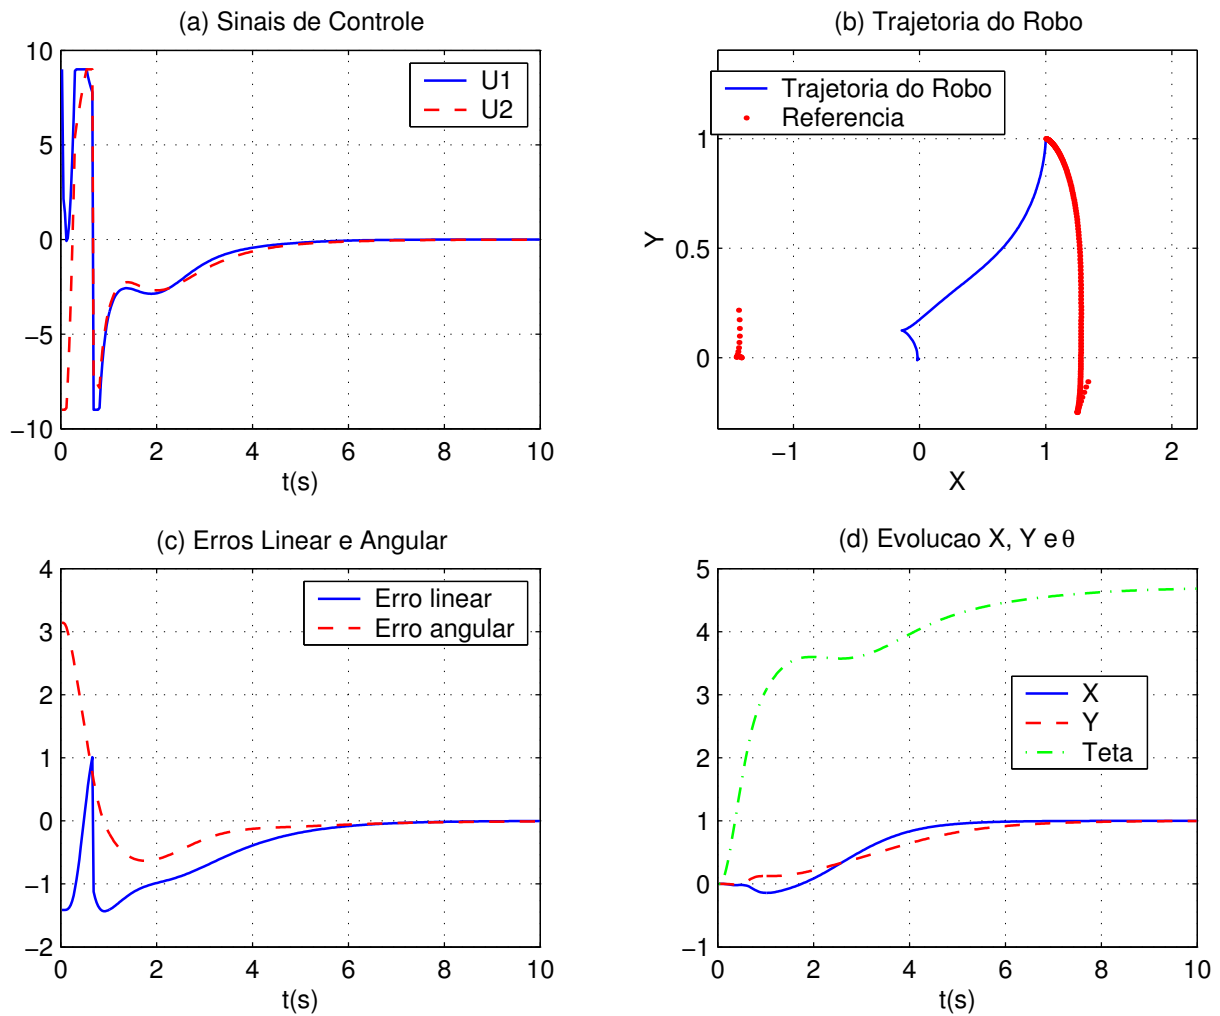 (a) Sinais de Controle
10
5
0
−5
−10
0 2 4 6 8 10
t(s)
U1
U2
(b) Trajetoria do Robo
Y
1
0.5
0
−1 0 1 2
X
Trajetoria do Robo
Referencia
(c) Erros Linear e Angular
4
3
2
1
0
−1
−2
0 2 4 6 8 10
t(s)
Erro linear
Erro angular
(d) Evolucao X, Y e θ
5
4
3
2
1
0
−1
0 2 4 6 8 10
t(s)
X
Y
Teta